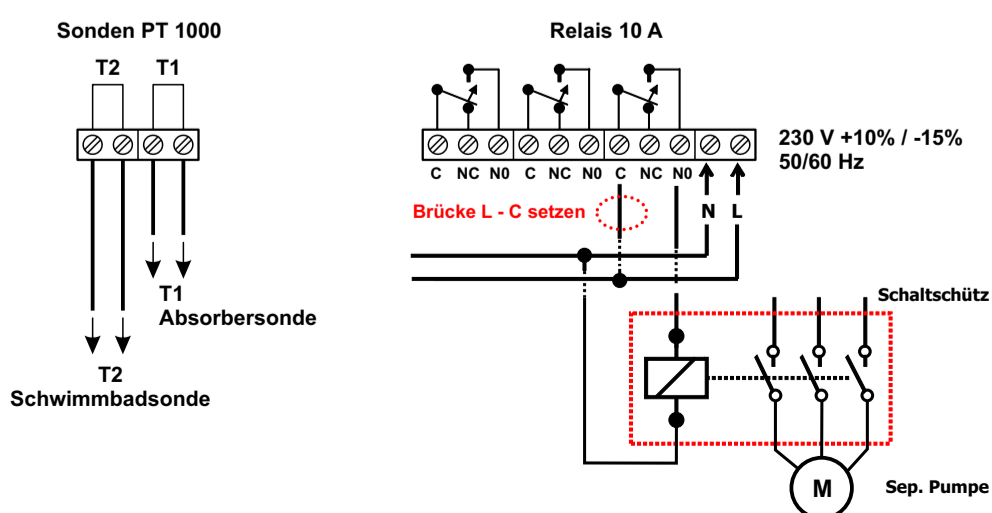 Sonden PT 1000
T2 T1
T1
Absorbersonde
T2
Schwimmbadsonde
Relais 10 A
230 V +10% / -15%
50/60 Hz
C NC N0 C NC N0 C NC N0
Brücke L - C setzen
N L
Schaltschütz
M
Sep. Pumpe